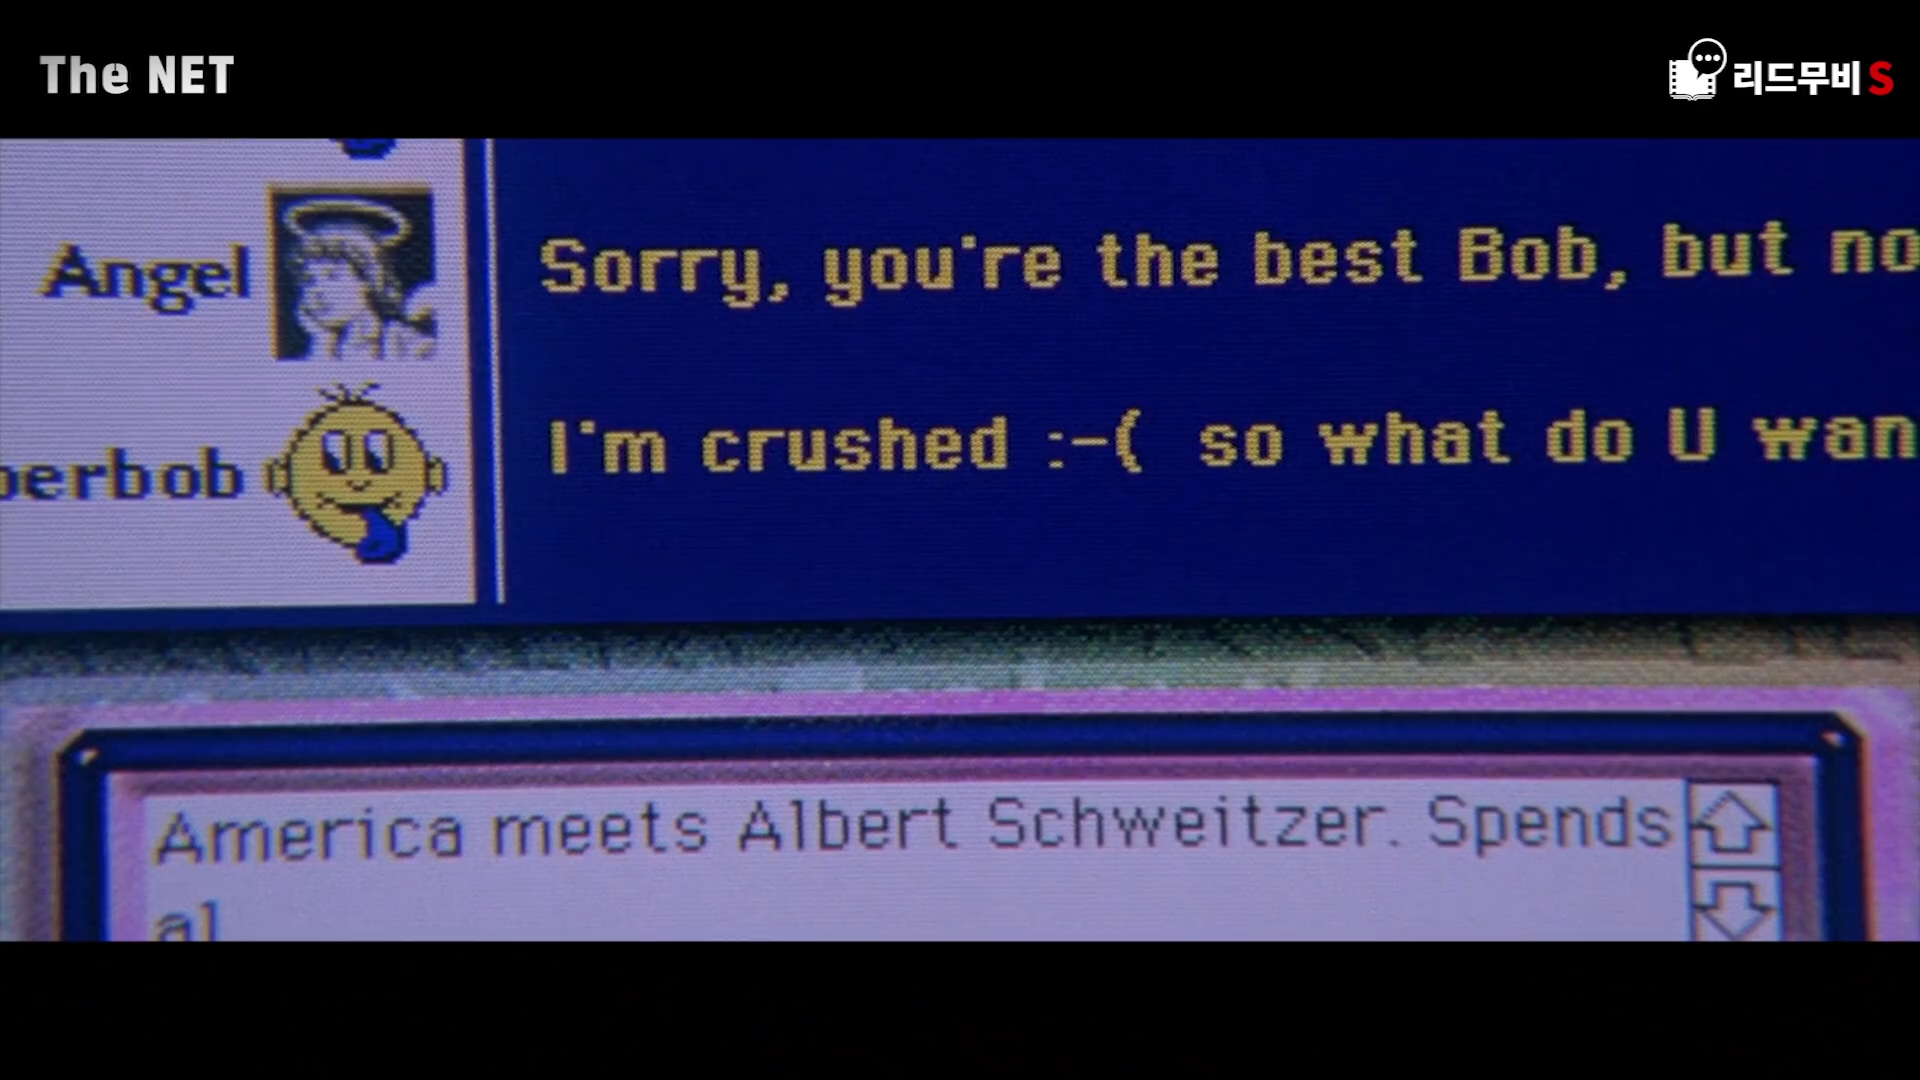 The NET
리드무비 S
Angel
Sorry, you're the best Bob, but no
erbob
I'm crushed :-( so what do U wan
America meets Albert Schweitzer. Spends
al